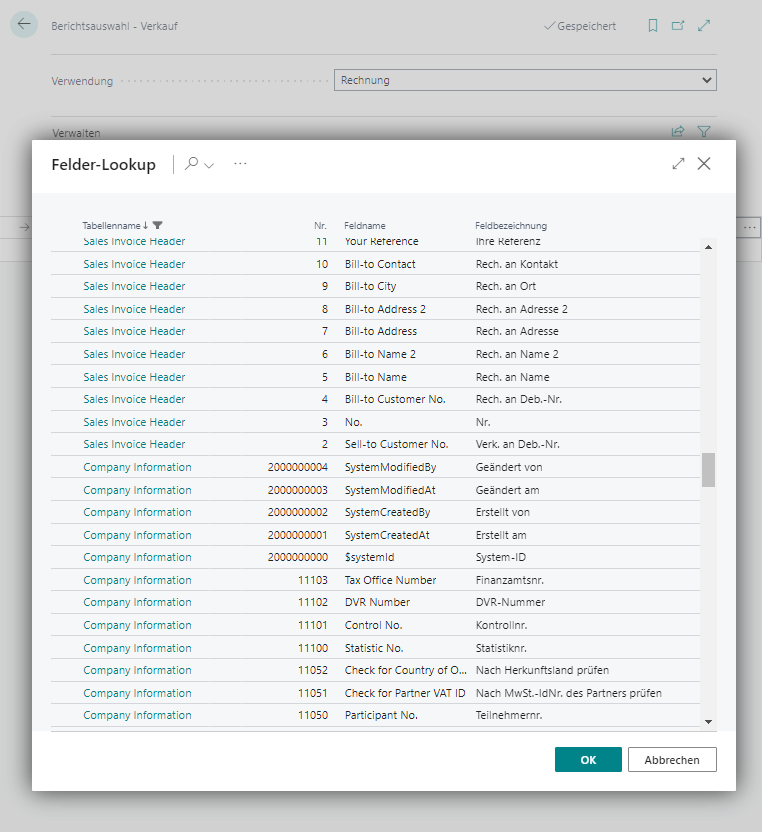 Berichtsauswahl - Verkauf
Gespeichert
Verwendung
Rechnung
Verwalten
Felder-Lookup
Tabellenname Nr. Feldname Feldbezeichnung
Sales Invoice Header 11 Your Reference Ihre Referenz
Sales Invoice Header 10 Bill-to Contact Rech. an Kontakt
Sales Invoice Header 9 Bill-to City Rech. an Ort
Sales Invoice Header 8 Bill-to Address 2 Rech. an Adresse 2
Sales Invoice Header 7 Bill-to Address Rech. an Adresse
Sales Invoice Header 6 Bill-to Name 2 Rech. an Name 2
Sales Invoice Header 5 Bill-to Name Rech. an Name
Sales Invoice Header 4 Bill-to Customer No. Rech. an Deb.-Nr.
Sales Invoice Header 3 No. Nr.
Sales Invoice Header 2 Sell-to Customer No. Verk. an Deb.-Nr.
Company Information 2000000004 SystemModifiedBy Geändert von
Company Information 2000000003 SystemModifiedAt Geändert am
Company Information 2000000002 SystemCreatedBy Erstellt von
Company Information 2000000001 SystemCreatedAt Erstellt am
Company Information 2000000000 $systemId System-ID
Company Information 11103 Tax Office Number Finanzamtsnr.
Company Information 11102 DVR Number DVR-Nummer
Company Information 11101 Control No. Kontrollnr.
Company Information 11100 Statistic No. Statistiknr.
Company Information 11052 Check for Country of O... Nach Herkunftsland prüfen
Company Information 11051 Check for Partner VAT ID Nach MwSt.-IdNr. des Partners prüfen
Company Information 11050 Participant No. Teilnehmernr.
OK
Abbrechen